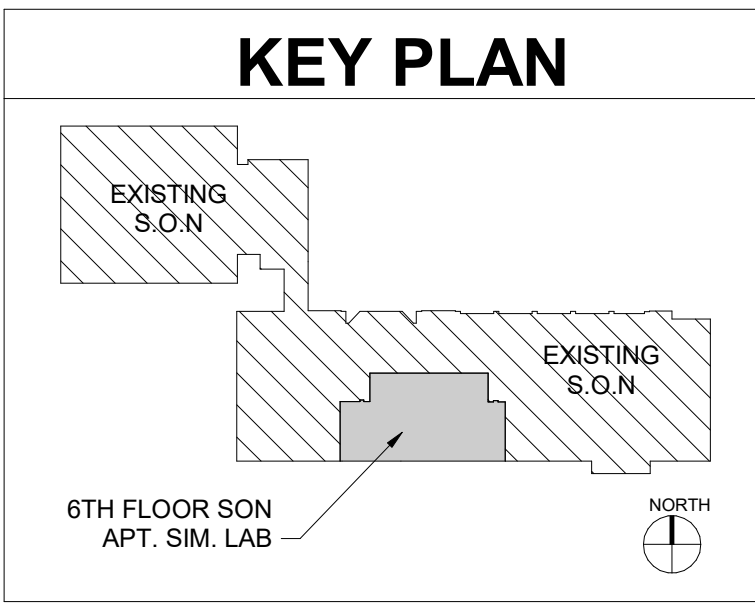 KEY PLAN
EXISTING
S.O.N
EXISTING
S.O.N
6TH FLOOR SON
APT. SIM. LAB
NORTH